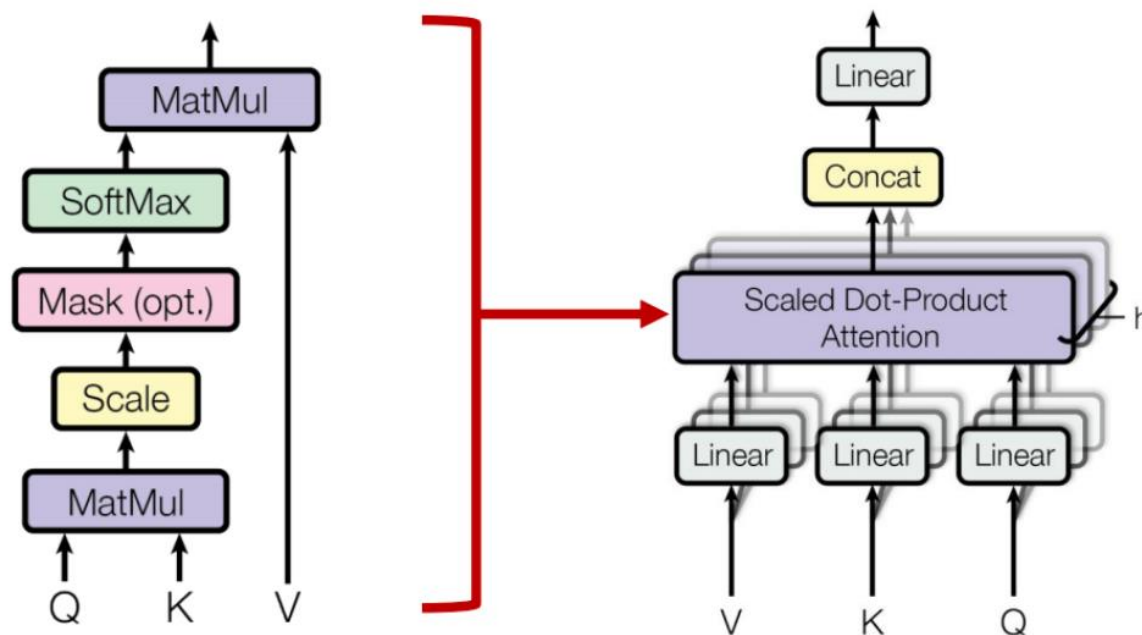 MatMul
SoftMax
Mask (opt.)
Scale
MatMul
Q K V
Linear
Concat
Scaled Dot-Product
Attention
h
Linear Linear Linear
V K Q